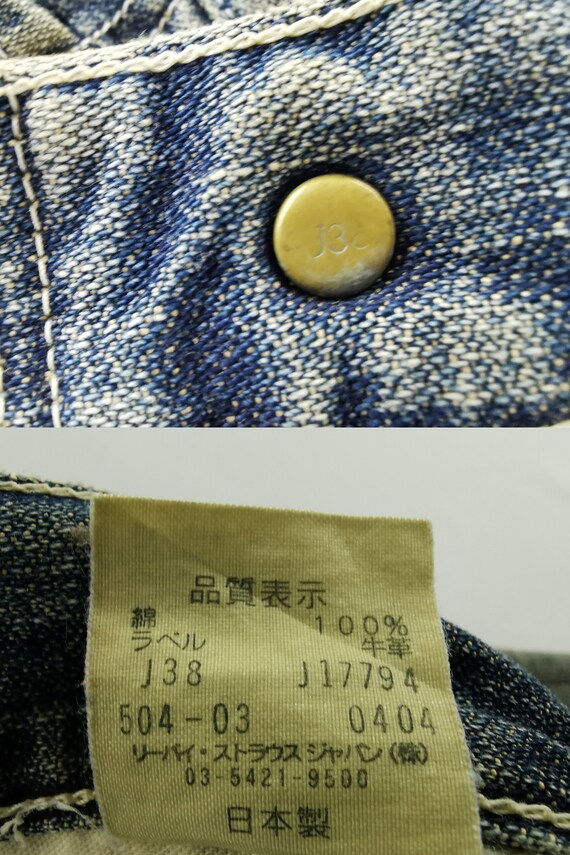 J38
品質表示
綿 100%
ラベル 牛革
J38 J17794
504-03 0404
リーバイ・ストラウス ジャパン(株)
03-5421-9500
日本製